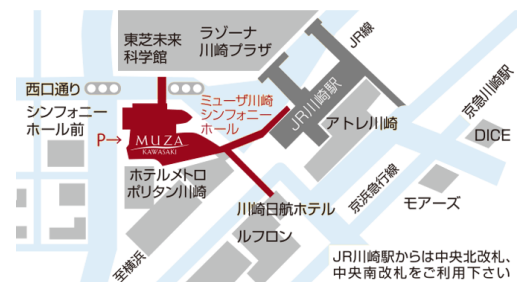 東芝未来
科学館
ラゾーナ
川崎プラザ
JR線
西口通り
シンフォニー
ホール前
P→
MUZA
KAWASAKI
ミューザ川崎
シンフォニー
ホール
JR川崎駅
アトレ川崎
京急川崎駅
DICE
ホテルメトロ
ポリタン川崎
川崎日航ホテル
ルフロン
京浜急行線
モアーズ
至横浜
JR川崎駅からは中央北改札、
中央南改札をご利用下さい